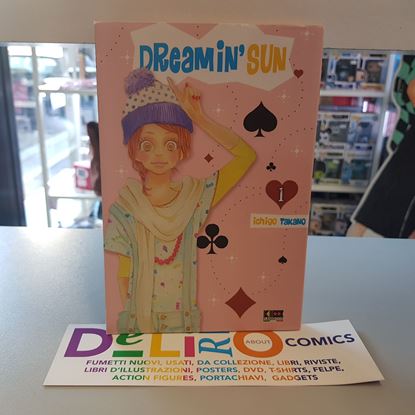 DREAMIN' SUN
1
ichigo TAKANO
DeLiRO ABOUT COMICS
FUMETTI NUOVI, USATI, DA COLLEZIONE, LIBRI, RIVISTE,
LIBRI D'ILLUSTRAZIONI, POSTERS, DVD, T-SHIRTS, FELPE,
ACTION FIGURES, PORTACHIAVI, GADGETS